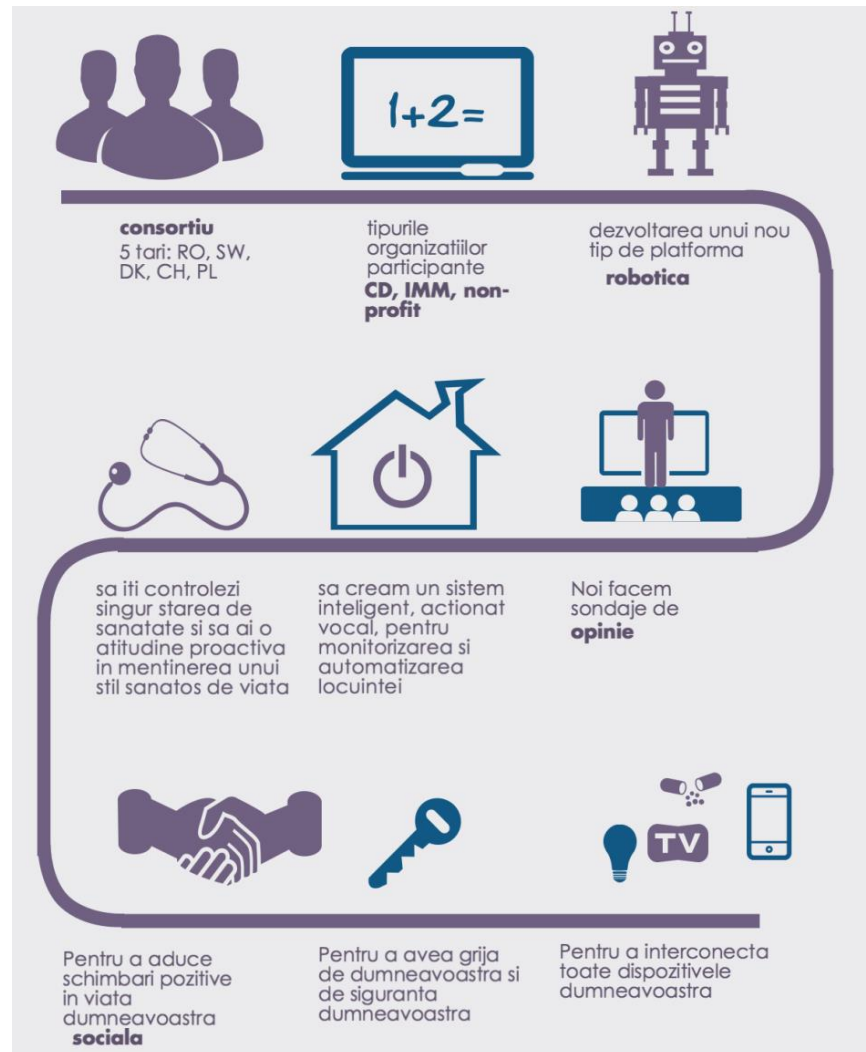 1+2=
consortiu
5 tari: RO, SW,
DK, CH, PL
tipurile
organizatiilor
participante
CD, IMM, non-
profit
dezvoltarea unui nou
tip de platforma
robotica
sa iti controlezi
singur starea de
sanatate si sa ai o
atitudine proactiva
in mentinerea unui
stil sanatos de viata
sa cream un sistem
inteligent, actionat
vocal, pentru
monitorizarea si
automatizarea
locuintei
Noi facem
sondaje de
opinie
TV
Pentru a aduce
schimbari pozitive
in viata
dumneavoastra
sociala
Pentru a avea grija
de dumneavoastra si
de siguranta
dumneavoastra
Pentru a interconecta
toate dispozitivele
dumneavoastra